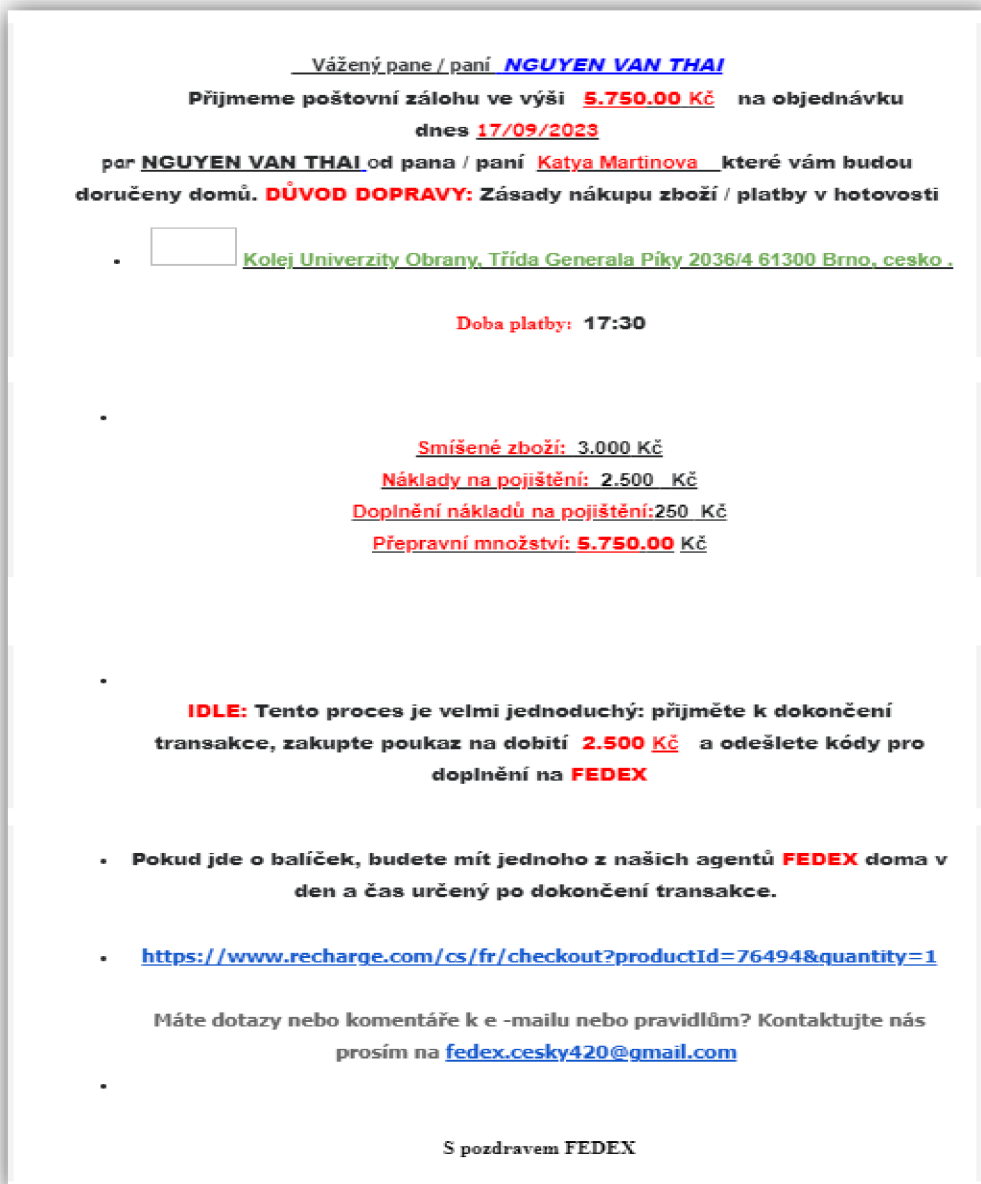 Vážený pane / paní NGUYEN VAN THAI
Přijmeme poštovní zálohu ve výši 5.750.00 Kč na objednávku
dnes 17/09/2023
par NGUYEN VAN THAI od pana / paní Katya Martinova které vám budou
doručeny domů. DŮVOD DOPRAVY: Zásady nákupu zboží / platby v hotovosti
Kolej Univerzity Obrany, Třída Generala Píky 2036/4 61300 Brno, cesko .
Doba platby: 17:30
Smíšené zboží: 3.000 Kč
Náklady na pojištění: 2.500 Kč
Doplnění nákladů na pojištění:250 Kč
Přepravní množství: 5.750.00 Kč
IDLE: Tento proces je velmi jednoduchý: přijměte k dokončení
transakce, zakupte poukaz na dobití 2.500 Kč a odešlete kódy pro
doplnění na FEDEX
Pokud jde o balíček, budete mít jednoho z našich agentů FEDEX doma v
den a čas určený po dokončení transakce.
https://www.recharge.com/cs/fr/checkout?productId=76494&quantity=1
Máte dotazy nebo komentáře k e -mailu nebo pravidlům? Kontaktujte nás
prosím na fedex.cesky420@gmail.com
S pozdravem FEDEX